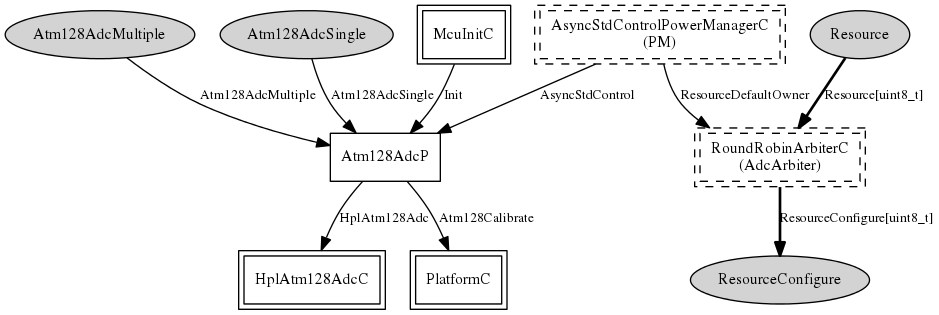 Atm128AdcMultiple
Atm128AdcSingle
McuInitC
AsyncStdControlPowerManagerC
(PM)
Resource
Atm128AdcMultiple
Atm128AdcSingle
Init
AsyncStdControl
ResourceDefaultOwner
Resource[uint8_t]
Atm128AdcP
RoundRobinArbiterC
(AdcArbiter)
HplAtm128Adc
Atm128Calibrate
ResourceConfigure[uint8_t]
HplAtm128AdcC
PlatformC
ResourceConfigure